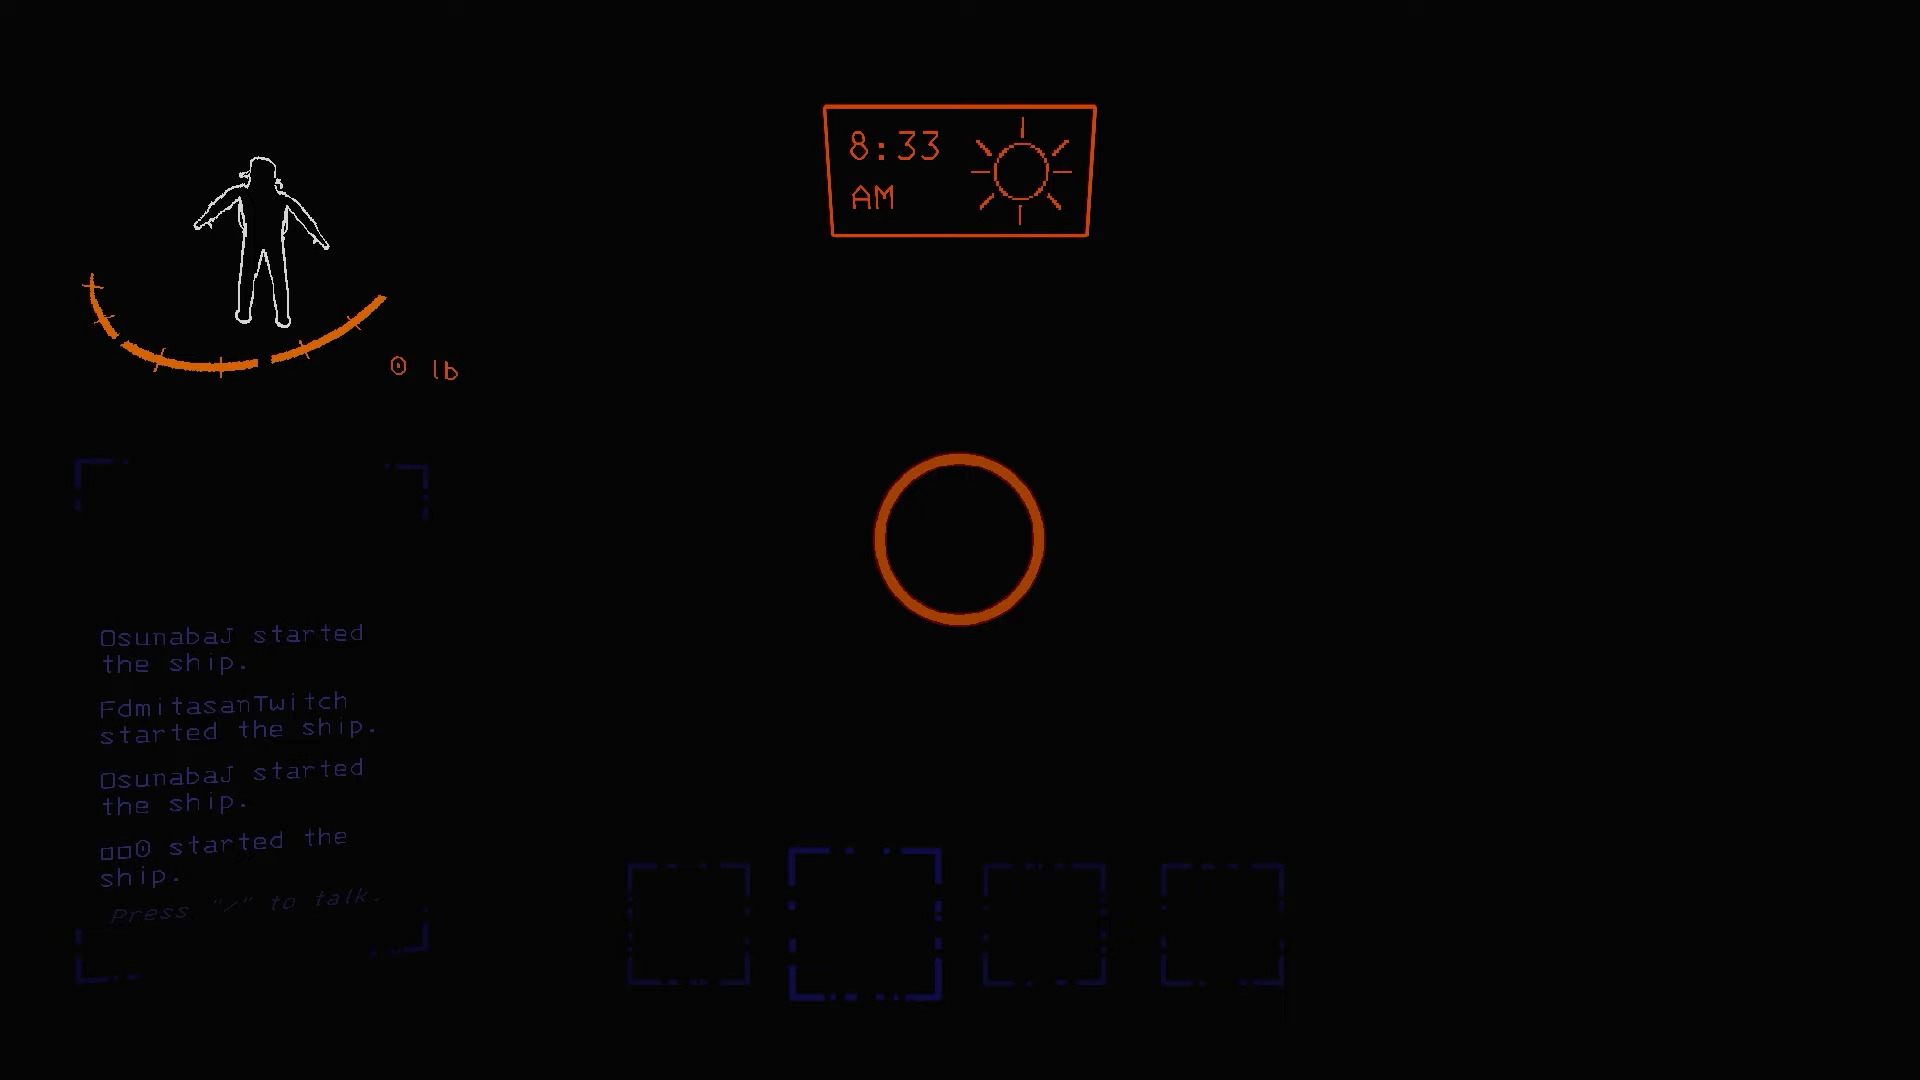 8:33
AM
0 lb
OsunabaJ started
the ship.
FdmitasanTwitch
started the ship.
OsunabaJ started
the ship.
□□0 started the
ship.
Press "/" to talk.